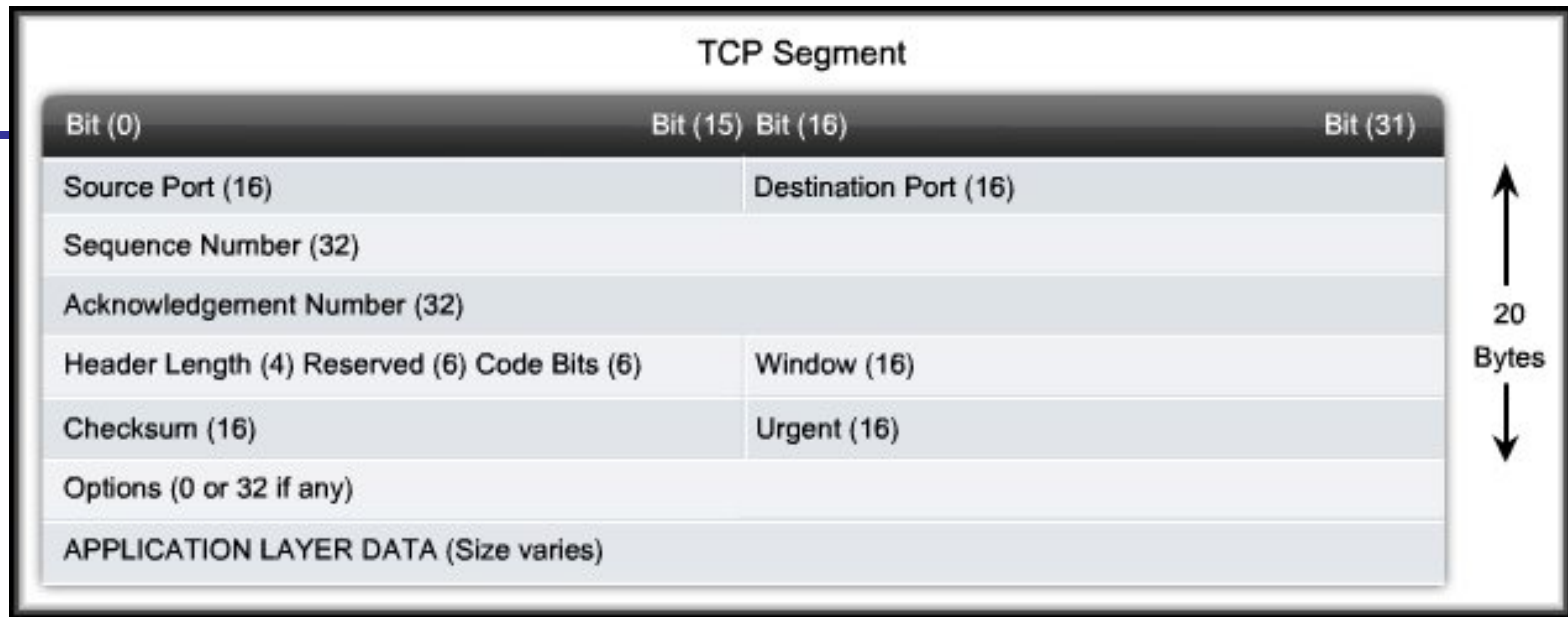 TCP Segment
Bit (0) Bit (15) Bit (16) Bit (31)
Source Port (16) Destination Port (16)
Sequence Number (32)
Acknowledgement Number (32)
Header Length (4) Reserved (6) Code Bits (6) Window (16)
Checksum (16) Urgent (16)
Options (0 or 32 if any)
APPLICATION LAYER DATA (Size varies)
20
Bytes